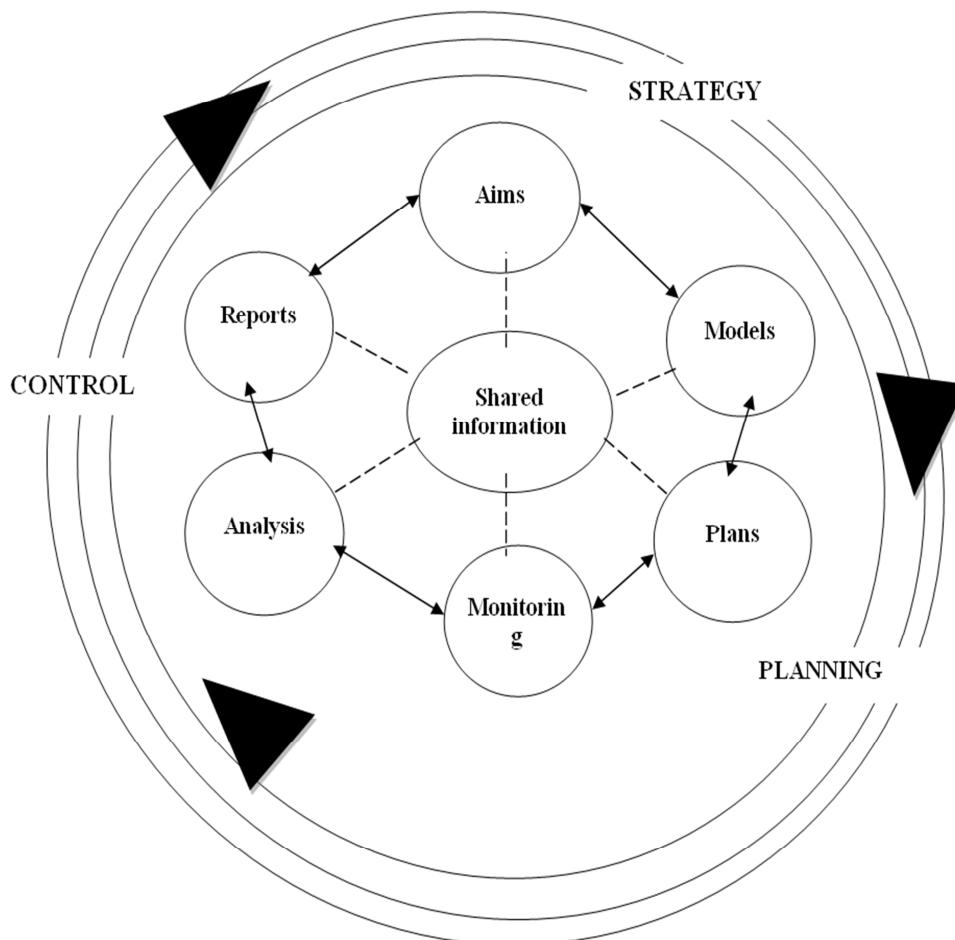 STRATEGY
Aims
Reports
Models
CONTROL
Shared
information
Analysis
Plans
Monitorin
g
PLANNING